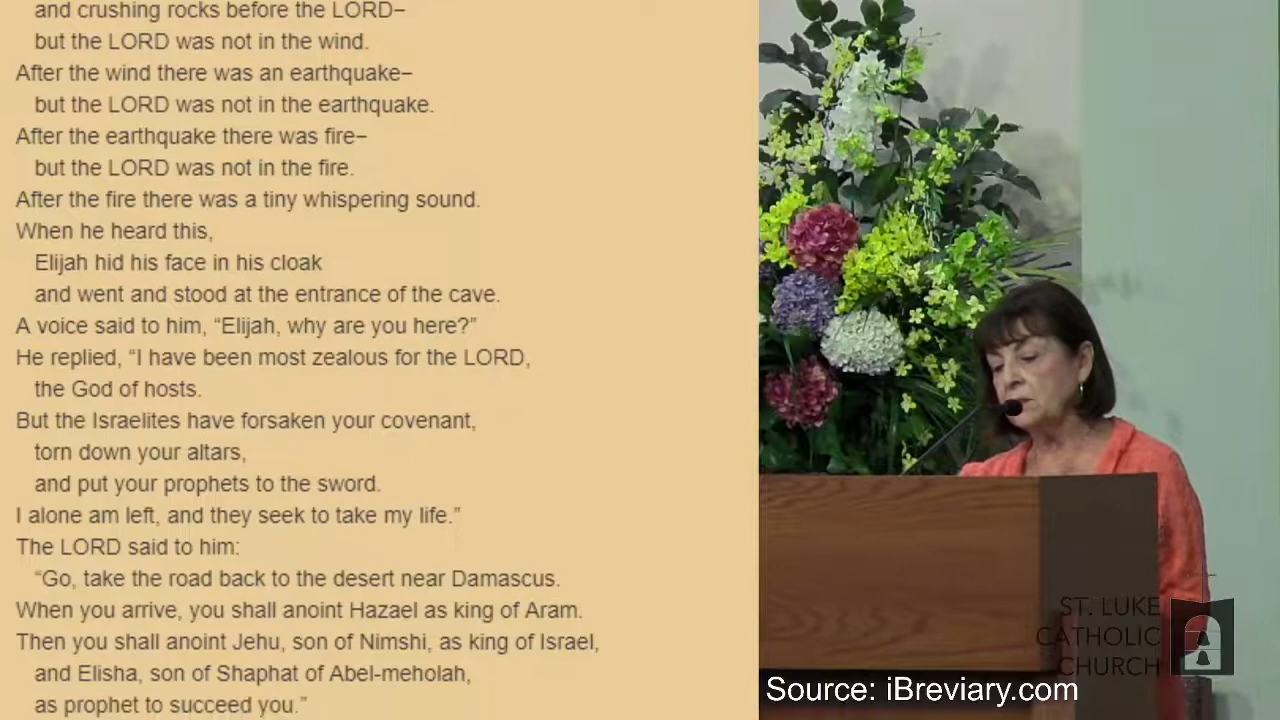 and crushing rocks before the LORD–
but the LORD was not in the wind.
After the wind there was an earthquake–
but the LORD was not in the earthquake.
After the earthquake there was fire–
but the LORD was not in the fire.
After the fire there was a tiny whispering sound.
When he heard this,
Elijah hid his face in his cloak
and went and stood at the entrance of the cave.
A voice said to him, “Elijah, why are you here?”
He replied, “I have been most zealous for the LORD,
the God of hosts.
But the Israelites have forsaken your covenant,
torn down your altars,
and put your prophets to the sword.
I alone am left, and they seek to take my life.”
The LORD said to him:
“Go, take the road back to the desert near Damascus.
When you arrive, you shall anoint Hazael as king of Aram.
Then you shall anoint Jehu, son of Nimshi, as king of Israel,
and Elisha, son of Shaphat of Abel-meholah,
as prophet to succeed you.”
ST. LUKE
CATHOLIC
CHURCH
Source: iBreviary.com